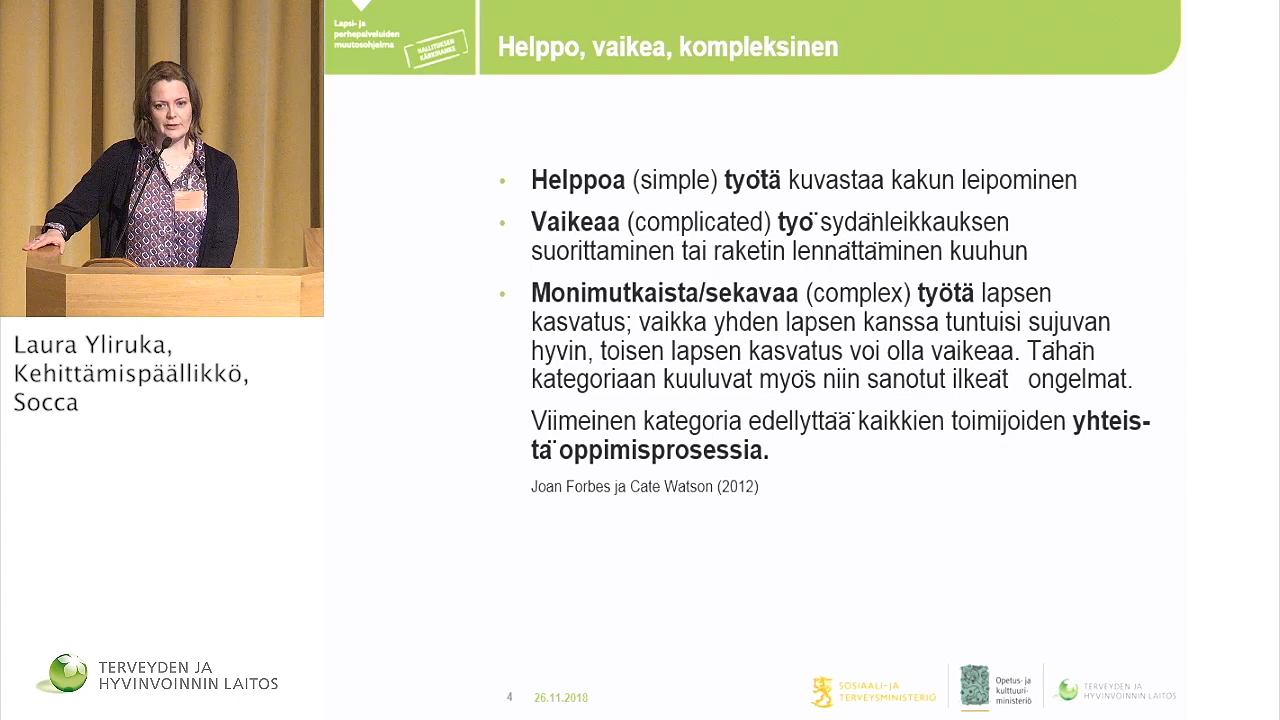 Lapsi- ja
perhepalveluiden
muutosohjelma
HALLITUKSEN
KÄRKIHANKE
Helppo, vaikea, kompleksinen
• Helppoa (simple) työtä kuvastaa kakun leipominen
• Vaikeaa (complicated) työ sydänleikkauksen
suorittaminen tai raketin lennättäminen kuuhun
• Monimutkaista/sekavaa (complex) työtä lapsen
kasvatus; vaikka yhden lapsen kanssa tuntuisi sujuvan
hyvin, toisen lapsen kasvatus voi olla vaikeaa. Tähän
kategoriaan kuuluvat myös niin sanotut ilkeät ongelmat.
Viimeinen kategoria edellyttää kaikkien toimijoiden yhteis-
tä oppimisprosessia.
Joan Forbes ja Cate Watson (2012)
Laura Yliruka,
Kehittämispäällikkö,
Socca
TERVEYDEN JA
HYVINVOINNIN LAITOS
4 26.11.2018
SOSIAALI- JA
TERVEYSMINISTERIÖ
Opetus- ja
kulttuuri-
ministeriö
TERVEYDEN JA
HYVINVOINNIN LAITOS